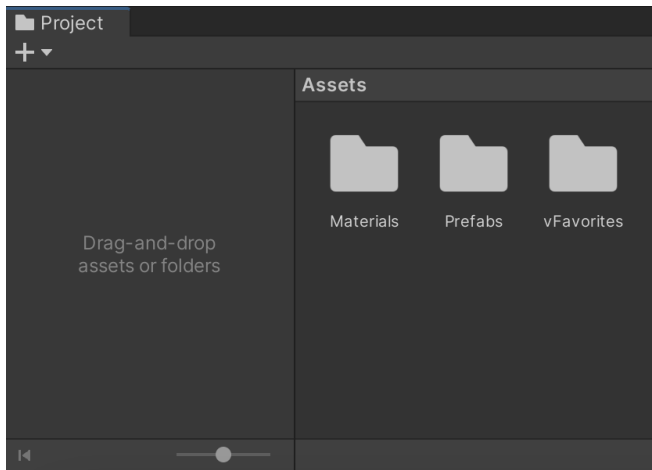 Project
Assets
Materials
Prefabs
vFavorites
Drag-and-drop
assets or folders